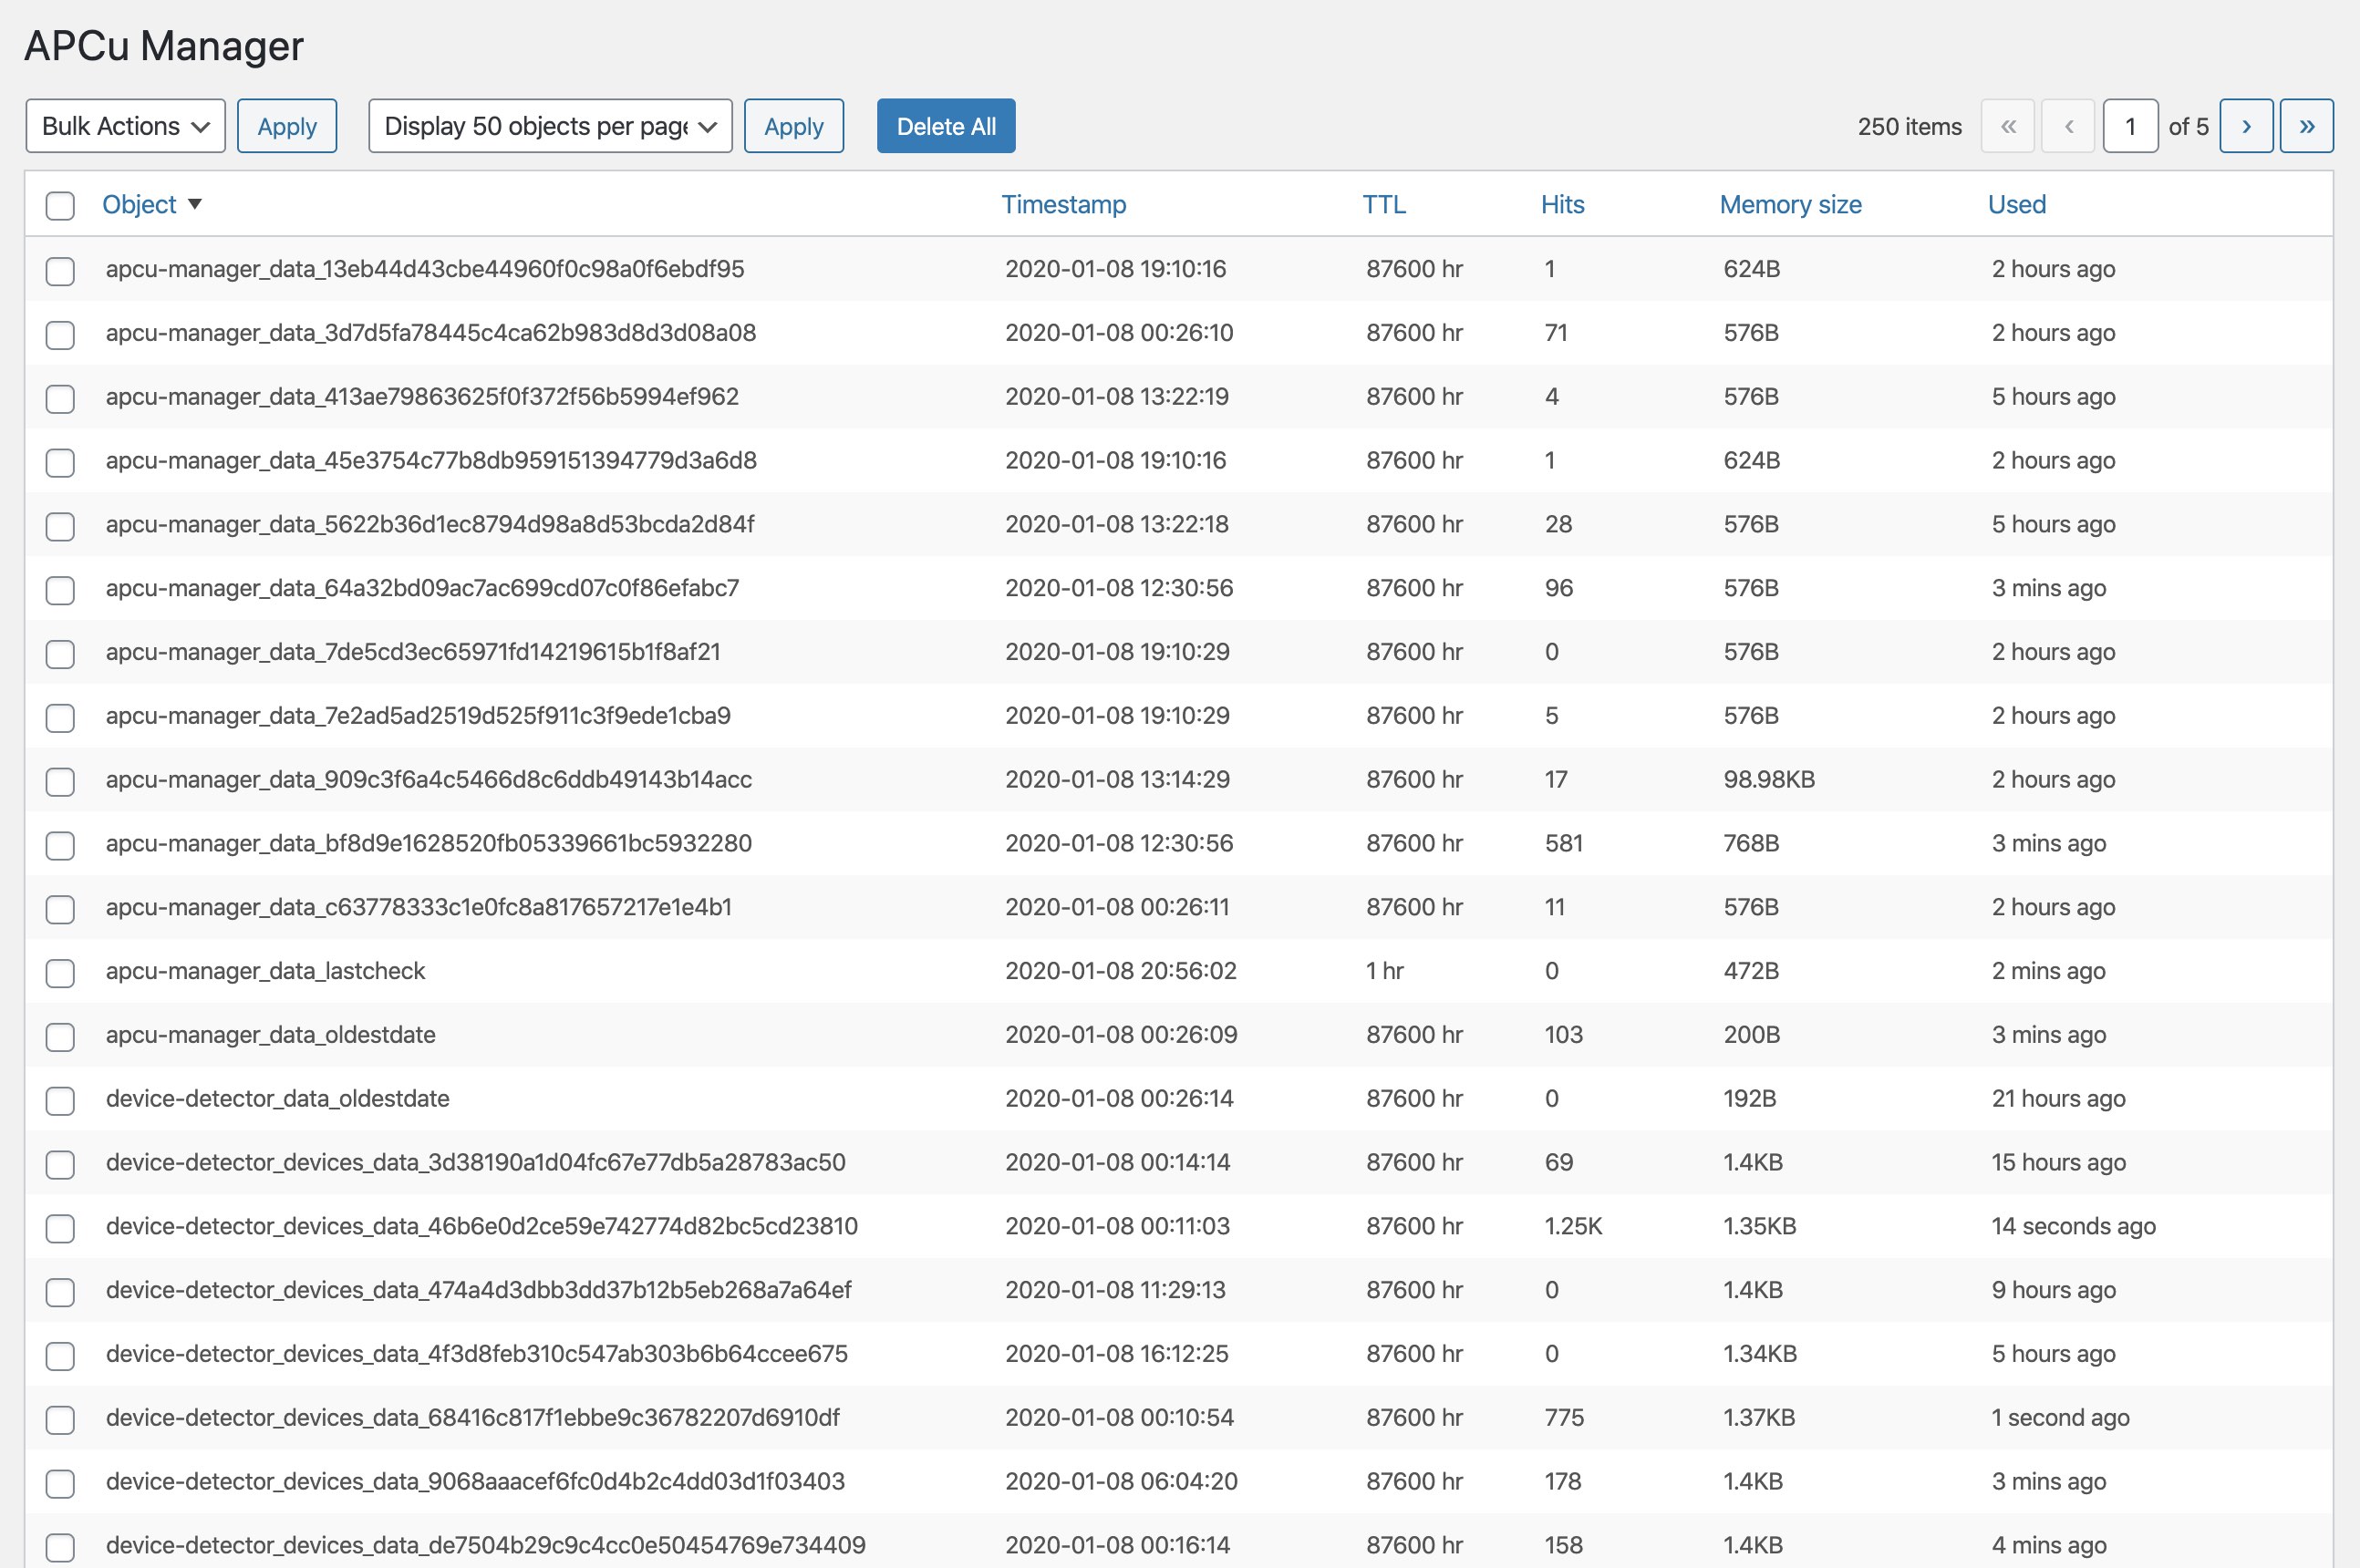 APCu Manager
Bulk Actions Apply Display 50 objects per page Apply Delete All 250 items « ‹ 1 of 5 › »
Object ▼ Timestamp TTL Hits Memory size Used
apcu-manager_data_13eb44d43cbe44960f0c98a0f6ebdf95 2020-01-08 19:10:16 87600 hr 1 624B 2 hours ago
apcu-manager_data_3d7d5fa78445c4ca62b983d8d3d08a08 2020-01-08 00:26:10 87600 hr 71 576B 2 hours ago
apcu-manager_data_413ae79863625f0f372f56b5994ef962 2020-01-08 13:22:19 87600 hr 4 576B 5 hours ago
apcu-manager_data_45e3754c77b8db959151394779d3a6d8 2020-01-08 19:10:16 87600 hr 1 624B 2 hours ago
apcu-manager_data_5622b36d1ec8794d98a8d53bcda2d84f 2020-01-08 13:22:18 87600 hr 28 576B 5 hours ago
apcu-manager_data_64a32bd09ac7ac699cd07c0f86efabc7 2020-01-08 12:30:56 87600 hr 96 576B 3 mins ago
apcu-manager_data_7de5cd3ec65971fd14219615b1f8af21 2020-01-08 19:10:29 87600 hr 0 576B 2 hours ago
apcu-manager_data_7e2ad5ad2519d525f911c3f9ede1cba9 2020-01-08 19:10:29 87600 hr 5 576B 2 hours ago
apcu-manager_data_909c3f6a4c5466d8c6ddb49143b14acc 2020-01-08 13:14:29 87600 hr 17 98.98KB 2 hours ago
apcu-manager_data_bf8d9e1628520fb05339661bc5932280 2020-01-08 12:30:56 87600 hr 581 768B 3 mins ago
apcu-manager_data_c63778333c1e0fc8a817657217e1e4b1 2020-01-08 00:26:11 87600 hr 11 576B 2 hours ago
apcu-manager_data_lastcheck 2020-01-08 20:56:02 1 hr 0 472B 2 mins ago
apcu-manager_data_oldestdate 2020-01-08 00:26:09 87600 hr 103 200B 3 mins ago
device-detector_data_oldestdate 2020-01-08 00:26:14 87600 hr 0 192B 21 hours ago
device-detector_devices_data_3d38190a1d04fc67e77db5a28783ac50 2020-01-08 00:14:14 87600 hr 69 1.4KB 15 hours ago
device-detector_devices_data_46b6e0d2ce59e742774d82bc5cd23810 2020-01-08 00:11:03 87600 hr 1.25K 1.35KB 14 seconds ago
device-detector_devices_data_474a4d3dbb3dd37b12b5eb268a7a64ef 2020-01-08 11:29:13 87600 hr 0 1.4KB 9 hours ago
device-detector_devices_data_4f3d8feb310c547ab303b6b64ccee675 2020-01-08 16:12:25 87600 hr 0 1.34KB 5 hours ago
device-detector_devices_data_68416c817f1ebbe9c36782207d6910df 2020-01-08 00:10:54 87600 hr 775 1.37KB 1 second ago
device-detector_devices_data_9068aaacef6fc0d4b2c4dd03d1f03403 2020-01-08 06:04:20 87600 hr 178 1.4KB 3 mins ago
device-detector_devices_data_de7504b29c9c4cc0e50454769e734409 2020-01-08 00:16:14 87600 hr 158 1.4KB 4 mins ago